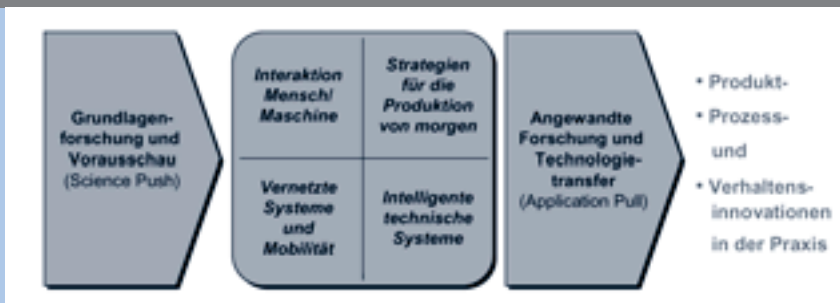 Grundlagen-
forschung und
Vorausschau
(Science Push)
Interaktion
Mensch/
Maschine
Strategien
für die
Produktion
von morgen
Vernetzte
Systeme
und
Mobilität
Intelligente
technische
Systeme
Angewandte
Forschung und
Technologie-
transfer
(Application Pull)
• Produkt-
• Prozess-
und
• Verhaltens-
innovationen
in der Praxis